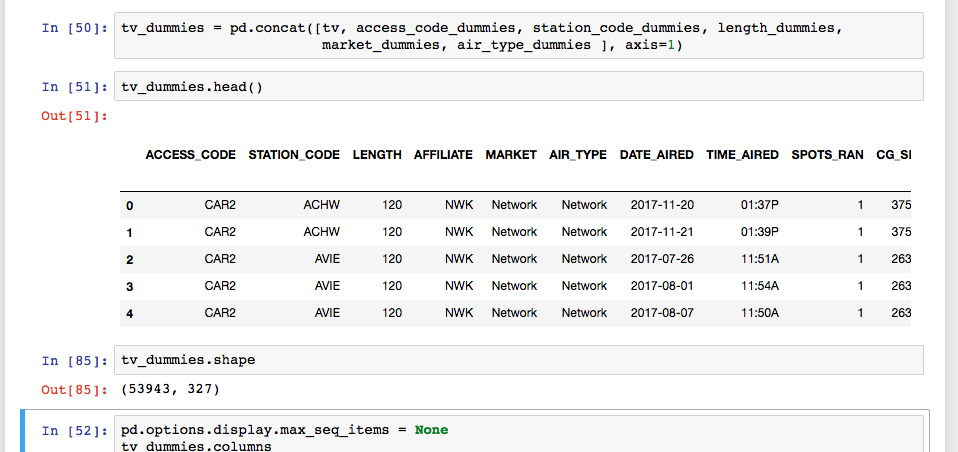 In [50]: tv_dummies = pd.concat([tv, access_code_dummies, station_code_dummies, length_dummies,
market_dummies, air_type_dummies ], axis=1)
In [51]: tv_dummies.head()
Out[51]:
ACCESS_CODE STATION_CODE LENGTH AFFILIATE MARKET AIR_TYPE DATE_AIRED TIME_AIRED SPOTS_RAN
0 CAR2 ACHW 120 NWK Network Network 2017-11-20 01:37P 1 375
1 CAR2 ACHW 120 NWK Network Network 2017-11-21 01:39P 1 375
2 CAR2 AVIE 120 NWK Network Network 2017-07-26 11:51A 1 263
3 CAR2 AVIE 120 NWK Network Network 2017-08-01 11:54A 1 263
4 CAR2 AVIE 120 NWK Network Network 2017-08-07 11:50A 1 263
In [85]: tv_dummies.shape
Out[85]: (53943, 327)
In [52]: pd.options.display.max_seq_items = None
tv_dummies.columns